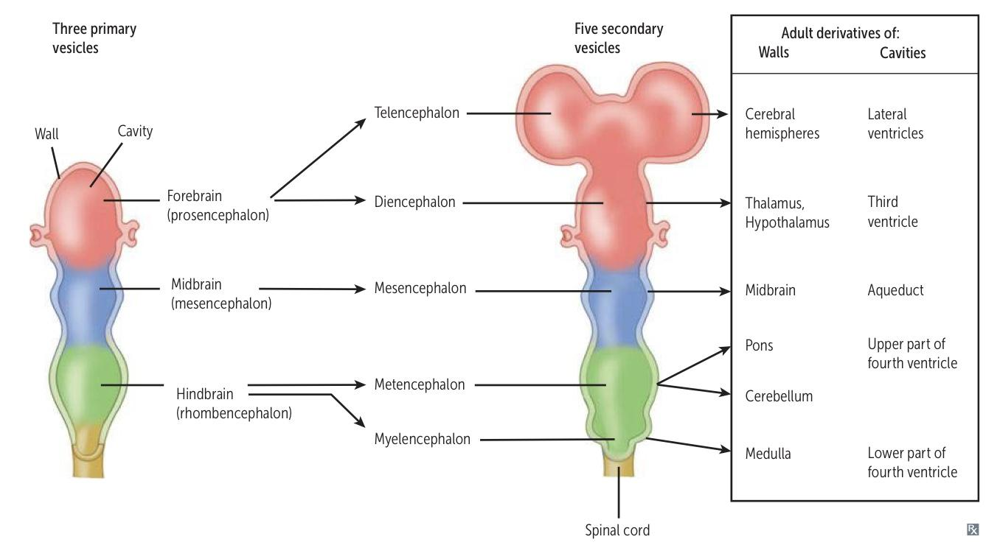 Three primary
vesicles
Five secondary
vesicles
Adult derivatives of:
Walls Cavities
Wall
Cavity
Forebrain
(prosencephalon)
Midbrain
(mesencephalon)
Hindbrain
(rhombencephalon)
Telencephalon
Diencephalon
Mesencephalon
Metencephalon
Myelencephalon
Spinal cord
Cerebral
hemispheres
Lateral
ventricles
Thalamus,
Hypothalamus
Third
ventricle
Midbrain
Aqueduct
Pons
Upper part of
fourth ventricle
Cerebellum
Medulla
Lower part of
fourth ventricle
Rx